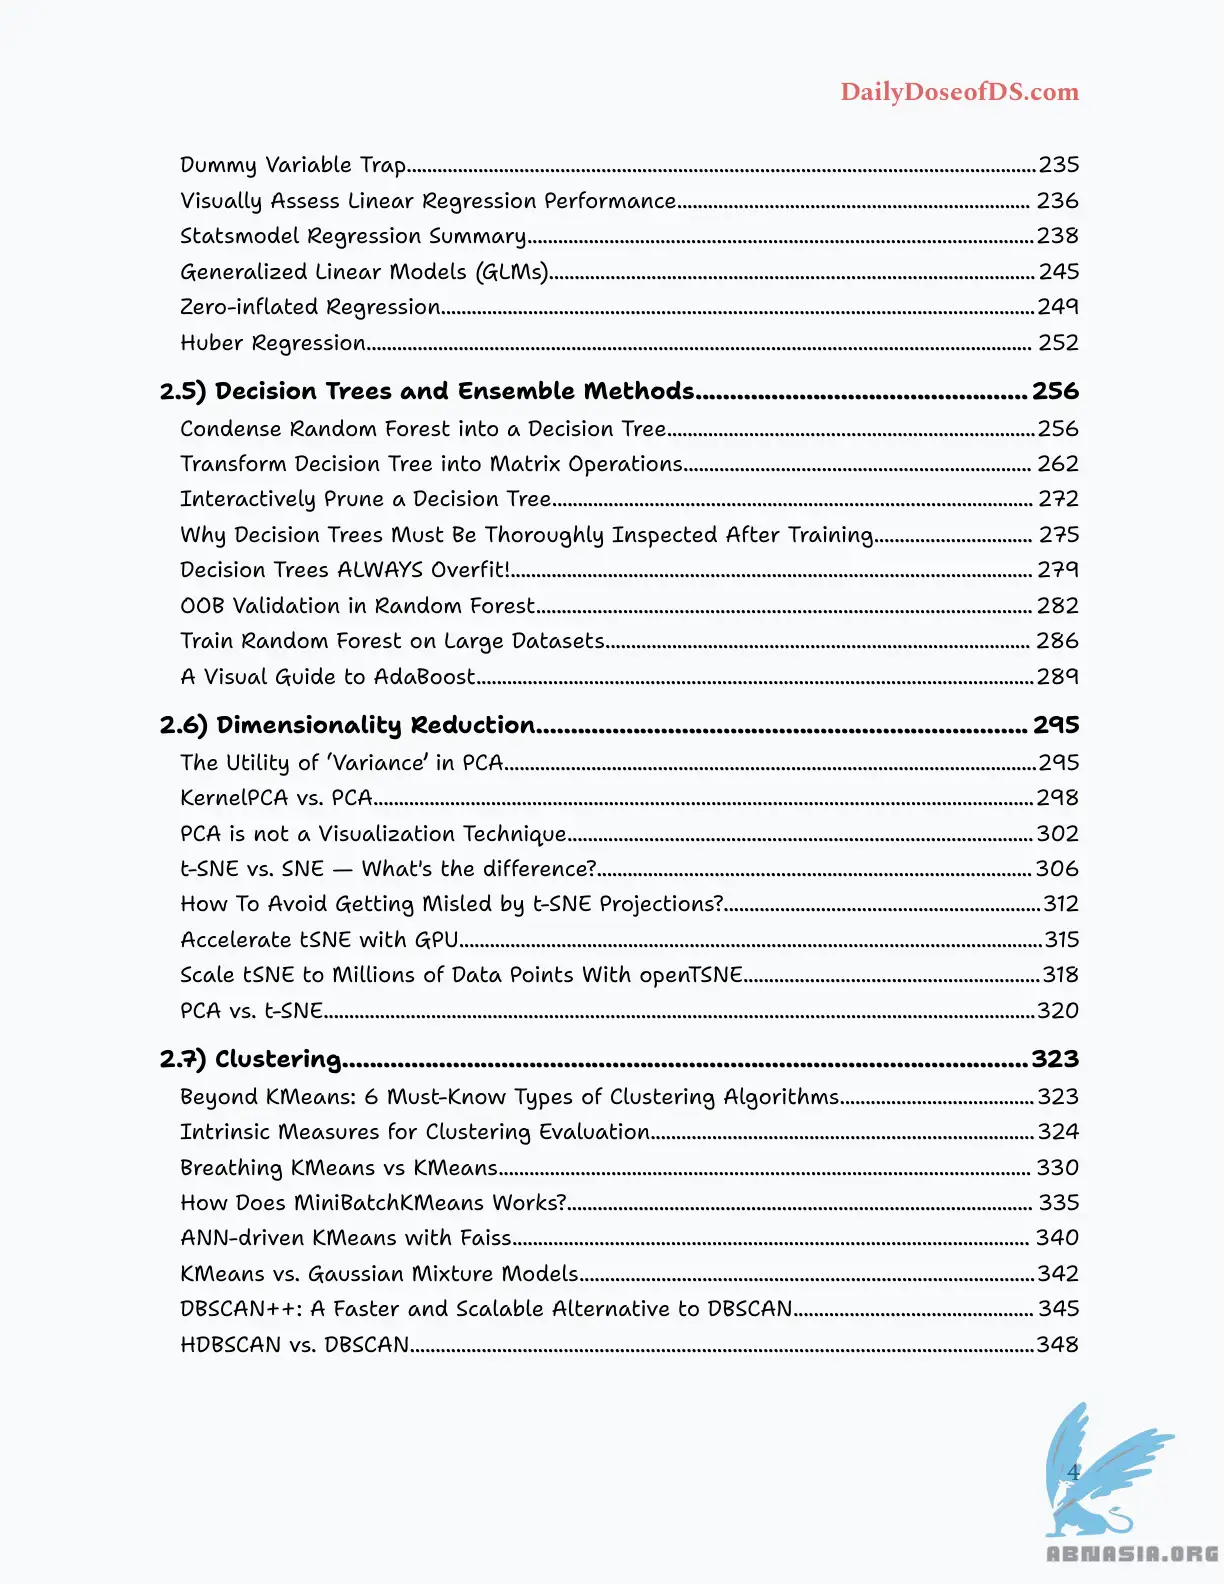 DailyDoseofDS.com
Dummy Variable Trap 235
Visually Assess Linear Regression Performance 236
Statsmodel Regression Summary 238
Generalized Linear Models (GLMs) 245
Zero-inflated Regression 249
Huber Regression 252
2.5) Decision Trees and Ensemble Methods 256
Condense Random Forest into a Decision Tree 256
Transform Decision Tree into Matrix Operations 262
Interactively Prune a Decision Tree 272
Why Decision Trees Must Be Thoroughly Inspected After Training 275
Decision Trees ALWAYS Overfit! 279
OOB Validation in Random Forest 282
Train Random Forest on Large Datasets 286
A Visual Guide to AdaBoost 289
2.6) Dimensionality Reduction 295
The Utility of ‘Variance’ in PCA 295
KernelPCA vs. PCA 298
PCA is not a Visualization Technique 302
t-SNE vs. SNE — What's the difference? 306
How To Avoid Getting Misled by t-SNE Projections? 312
Accelerate tSNE with GPU 315
Scale tSNE to Millions of Data Points With openTSNE 318
PCA vs. t-SNE 320
2.7) Clustering 323
Beyond KMeans: 6 Must-Know Types of Clustering Algorithms 323
Intrinsic Measures for Clustering Evaluation 324
Breathing KMeans vs KMeans 330
How Does MiniBatchKMeans Works? 335
ANN-driven KMeans with Faiss 340
KMeans vs. Gaussian Mixture Models 342
DBSCAN++: A Faster and Scalable Alternative to DBSCAN 345
HDBSCAN vs. DBSCAN 348
4
ABNASIA.ORG